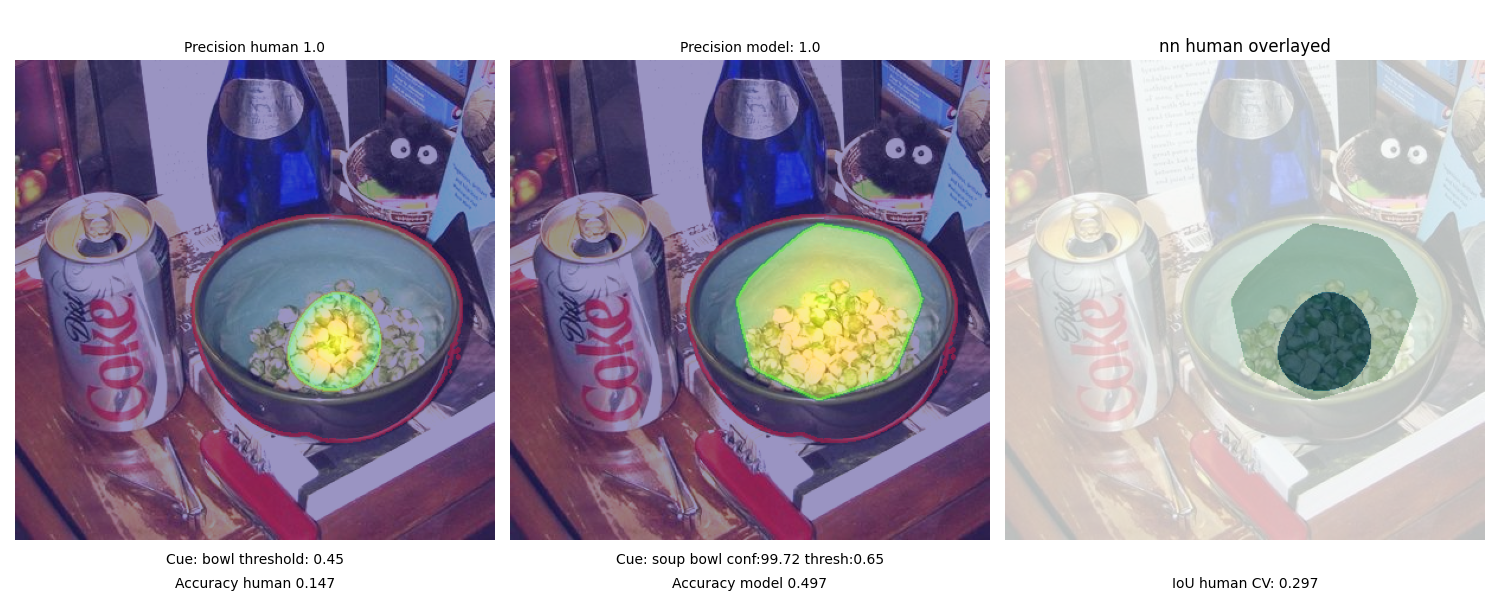 Precision human 1.0
Precision model: 1.0
nn human overlayed
Diet
Coke
Diet
Coke
Diet
Coke
Cue: bowl threshold: 0.45
Accuracy human 0.147
Cue: soup bowl conf:99.72 thresh:0.65
Accuracy model 0.497
IoU human CV: 0.297